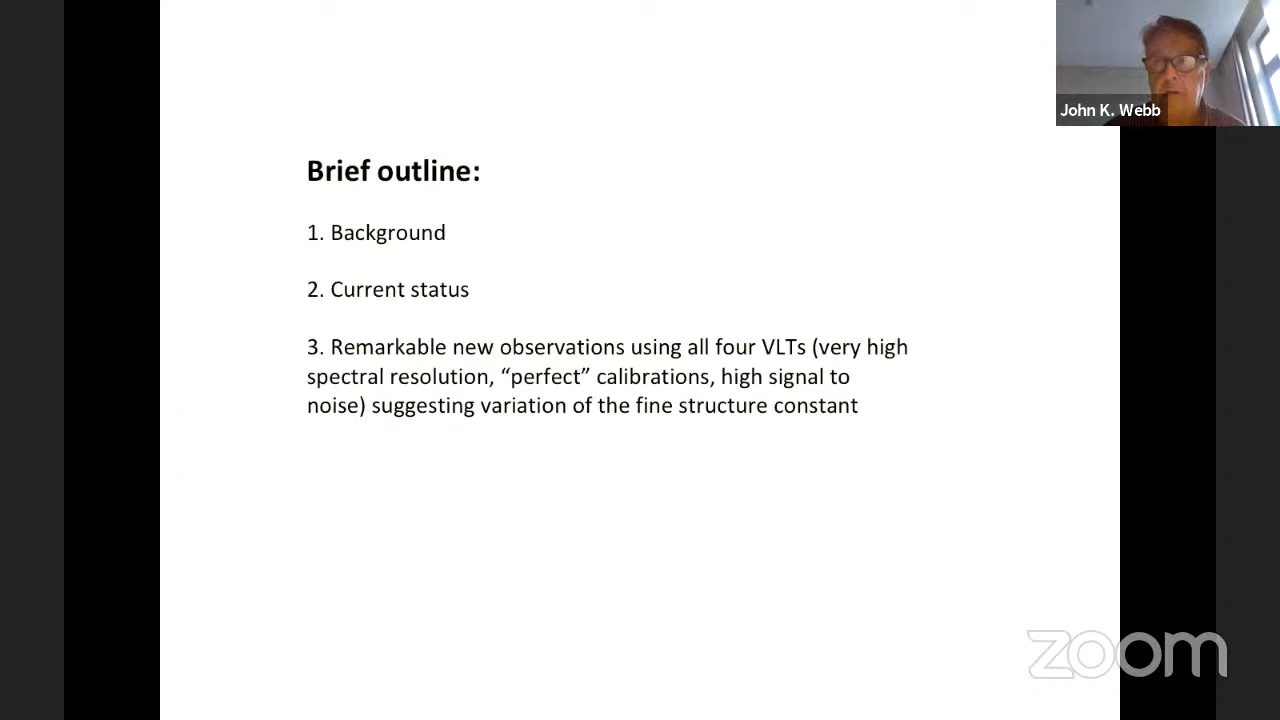 John K. Webb
Brief outline:
1. Background
2. Current status
3. Remarkable new observations using all four VLTs (very high
spectral resolution, “perfect” calibrations, high signal to
noise) suggesting variation of the fine structure constant
zoom